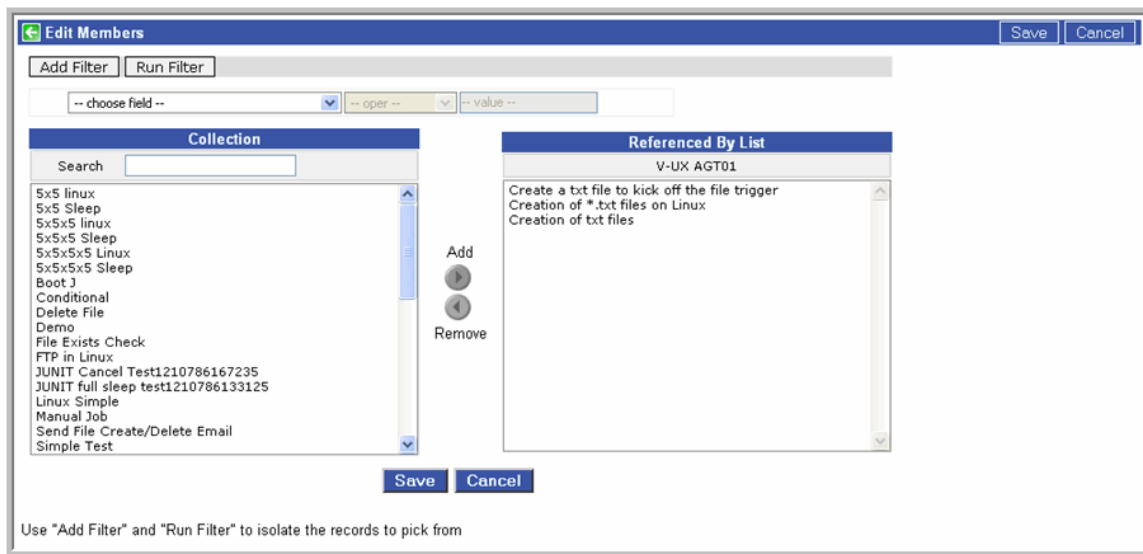 Edit Members
Save
Cancel
Add Filter
Run Filter
-- choose field --
-- oper --
-- value --
Collection
Search
5x5 linux
5x5 Sleep
5x5x5 linux
5x5x5 Sleep
5x5x5x5 Linux
5x5x5x5 Sleep
Boot J
Conditional
Delete File
Demo
File Exists Check
FTP in Linux
JUNIT Cancel Test1210786167235
JUNIT full sleep test1210786133125
Linux Simple
Manual Job
Send File Create/Delete Email
Simple Test
Add
Remove
Referenced By List
V-UX AGT01
Create a txt file to kick off the file trigger
Creation of *.txt files on Linux
Creation of txt files
Save
Cancel
Use "Add Filter" and "Run Filter" to isolate the records to pick from